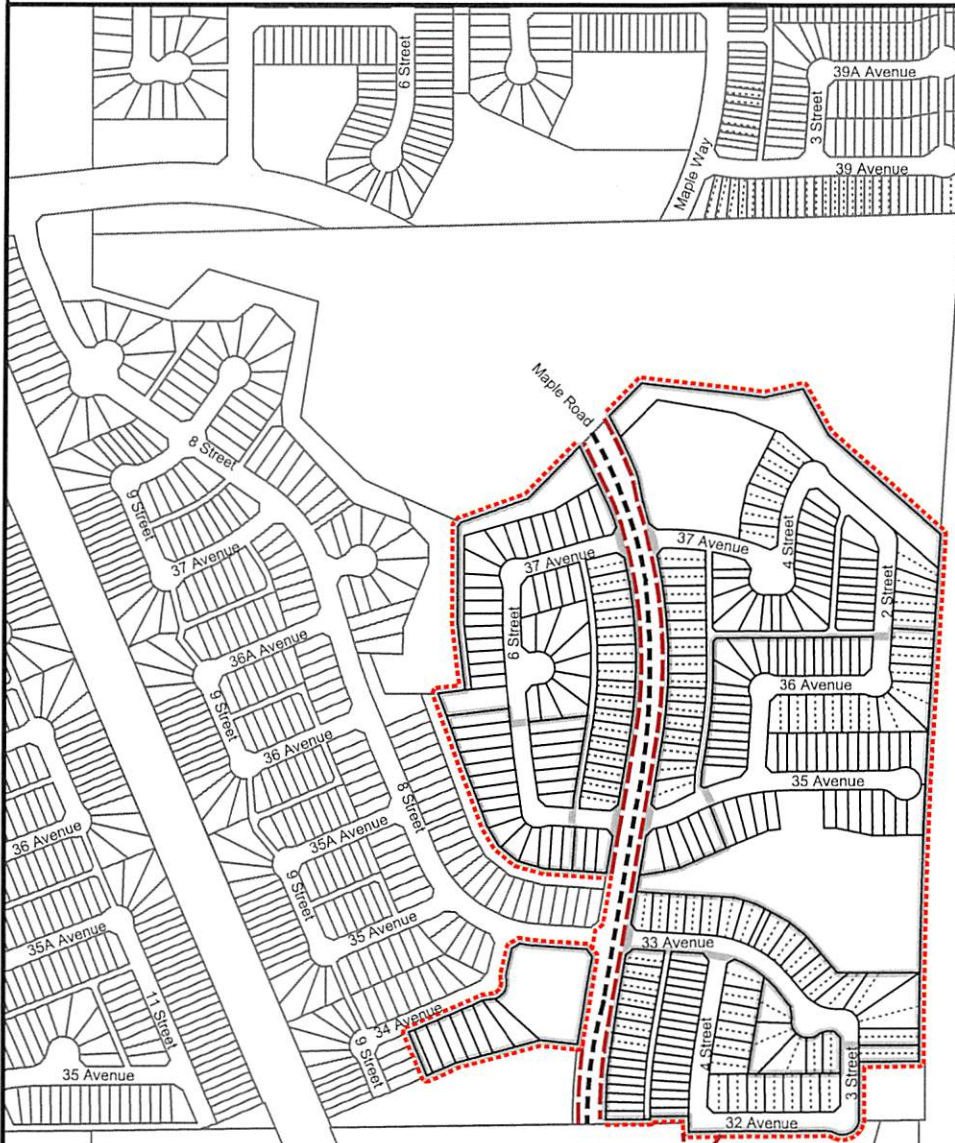 6 Street
39A Avenue
3 Street
Maple Way
39 Avenue
Maple Road
8 Street
9 Street
37 Avenue
37 Avenue
37 Avenue
4 Street
2 Street
6 Street
36A Avenue
9 Street
36 Avenue
36 Avenue
8 Street
35 Avenue
35A Avenue
36 Avenue
9 Street
35 Avenue
35A Avenue
33 Avenue
11 Street
34 Avenue
9 Street
4 Street
3 Street
35 Avenue
32 Avenue